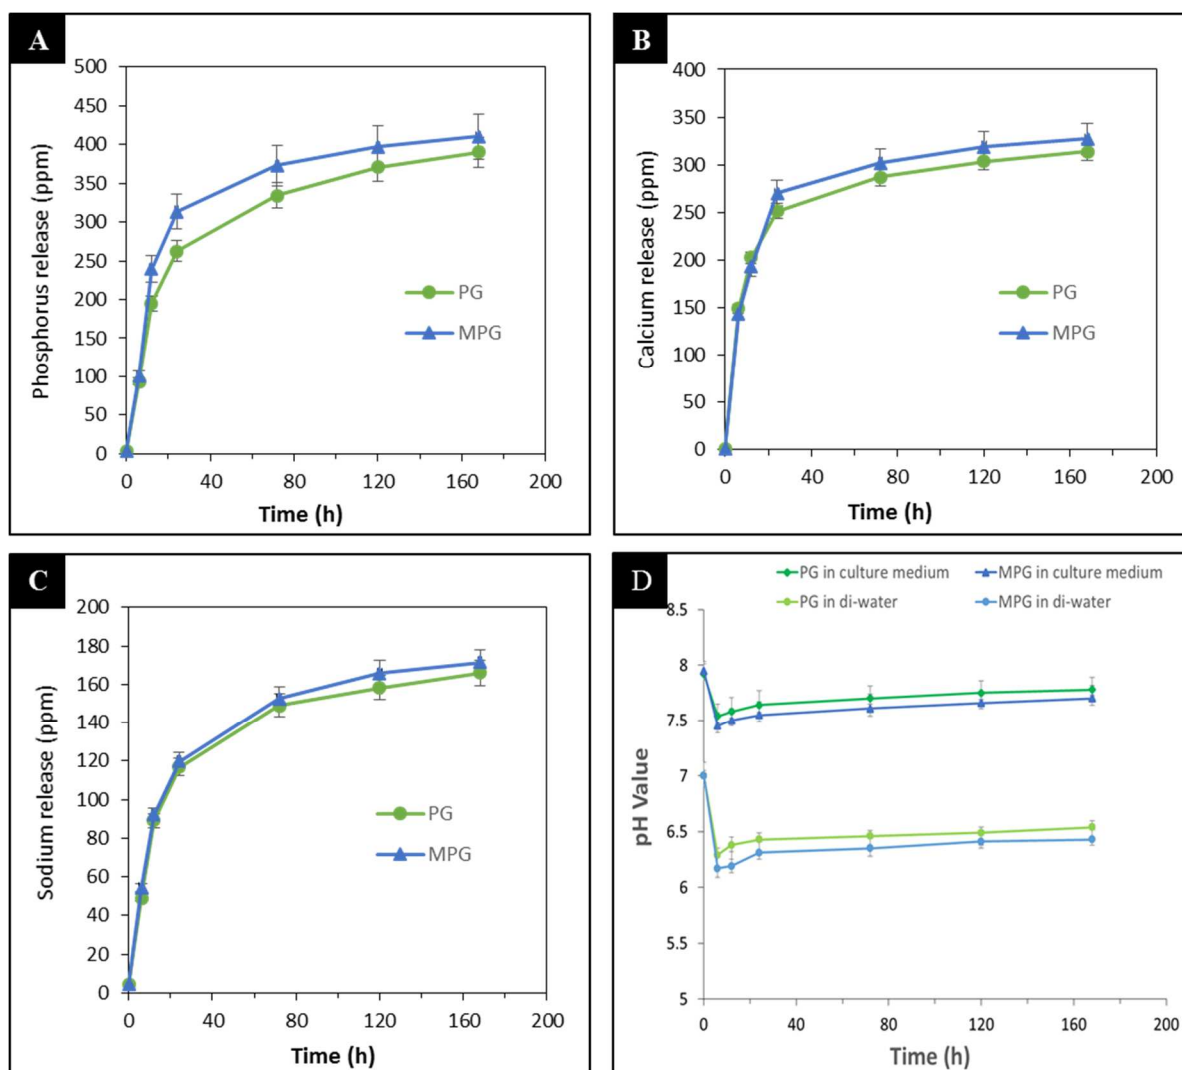 A
Phosphorus release (ppm)
500
450
400
350
300
250
200
150
100
50
0
PG
MPG
0 40 80 120 160 200
Time (h)
B
Calcium release (ppm)
400
350
300
250
200
150
100
50
0
PG
MPG
0 40 80 120 160 200
Time (h)
C
Sodium release (ppm)
200
180
160
140
120
100
80
60
40
20
0
PG
MPG
0 40 80 120 160 200
Time (h)
D
PG in culture medium MPG in culture medium
PG in di-water MPG in di-water
pH Value
8.5
8
7.5
7
6.5
6
5.5
5
0 40 80 120 160 200
Time (h)